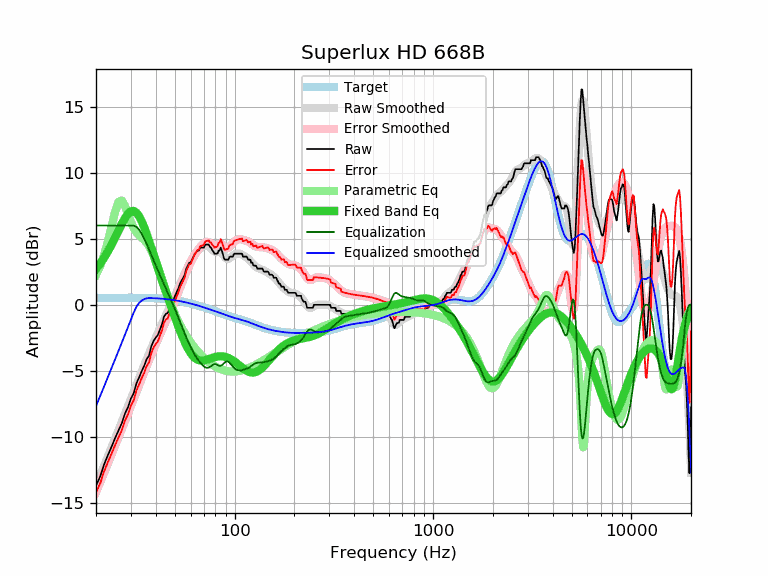 Superlux HD 668B
Target
Raw Smoothed
Error Smoothed
Raw
Error
Parametric Eq
Fixed Band Eq
Equalization
Equalized smoothed
15
10
5
0
−5
−10
−15
Amplitude (dBr)
100
1000
10000
Frequency (Hz)